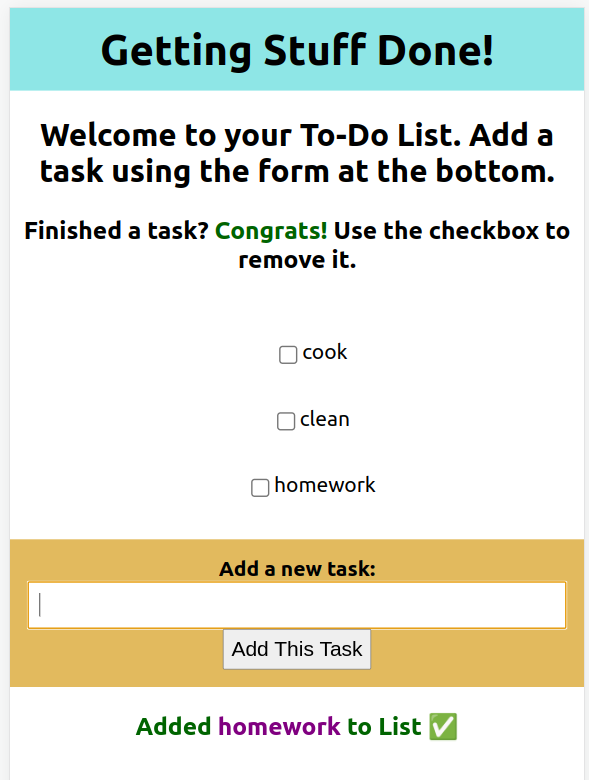 Getting Stuff Done!
Welcome to your To-Do List. Add a
task using the form at the bottom.
Finished a task? Congrats! Use the checkbox to
remove it.
cook
clean
homework
Add a new task:
Add This Task
Added homework to List ✅